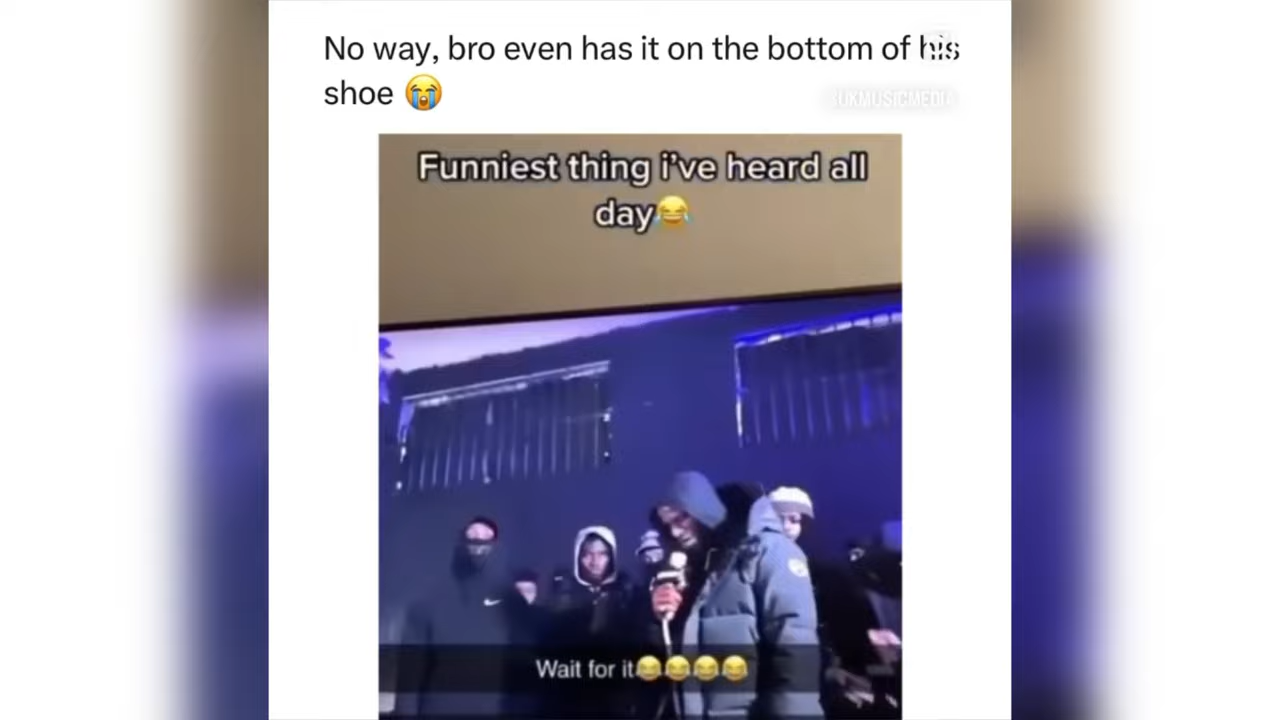 No way, bro even has it on the bottom of his
shoe 😭
UKMUSICMEDIA
Funniest thing i've heard all
day😂
Wait for it😂😂😂😂